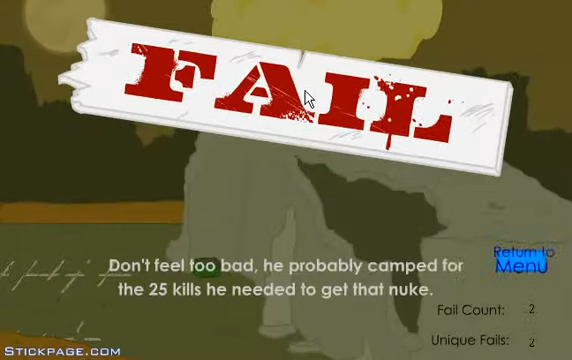 FAIL
Don't feel too bad, he probably camped for
the 25 kills he needed to get that nuke.
Return to
Menu
Fail Count: 2
Unique Fails: 2
STICKPAGE.COM